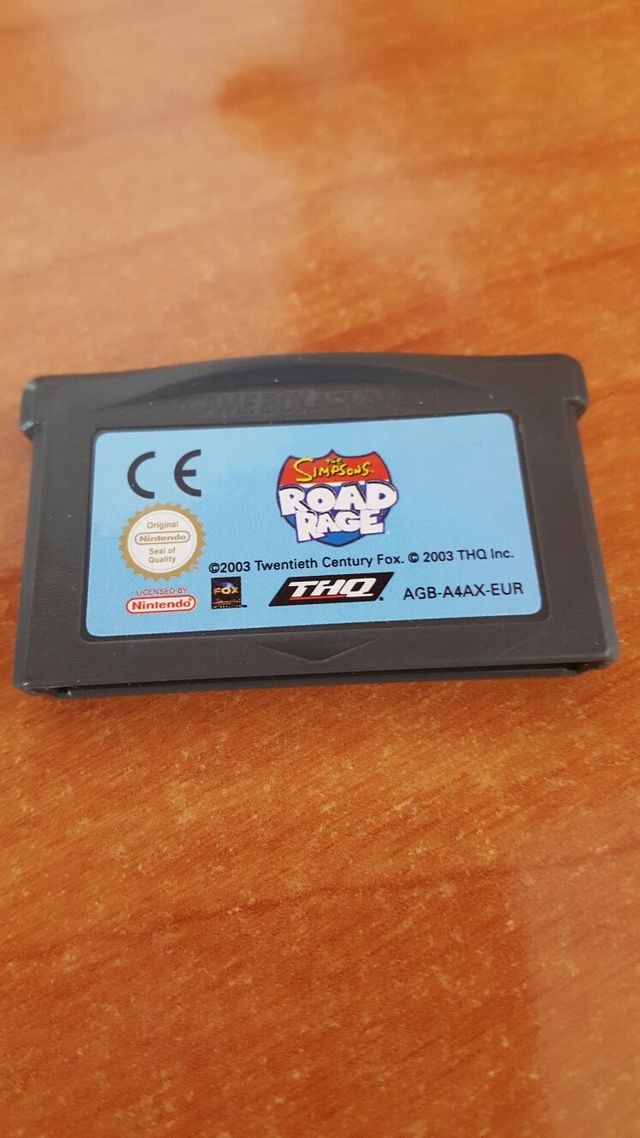 GAME BOY ADVANCE
CE
THE
SIMPSONS
ROAD
RAGE
Original
Nintendo
Seal of
Quality
©2003 Twentieth Century Fox. © 2003 THQ Inc.
LICENSED BY
Nintendo
FOX
THQ
AGB-A4AX-EUR